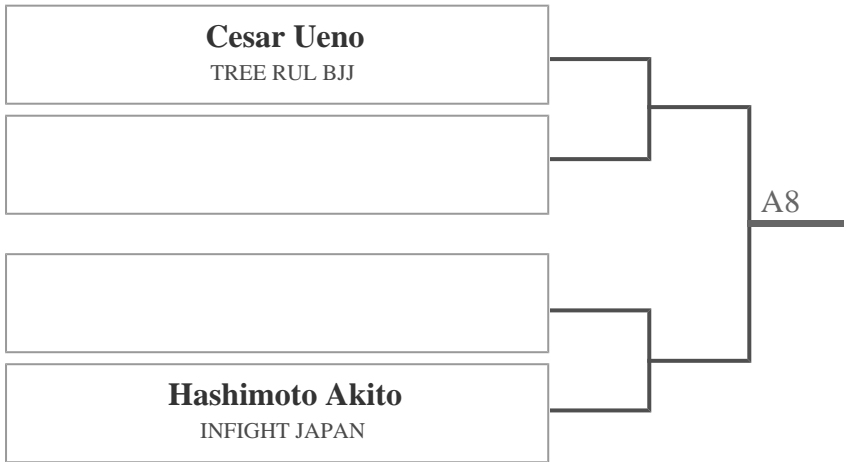 Cesar Ueno
TREE RUL BJJ
A8
Hashimoto Akito
INFIGHT JAPAN